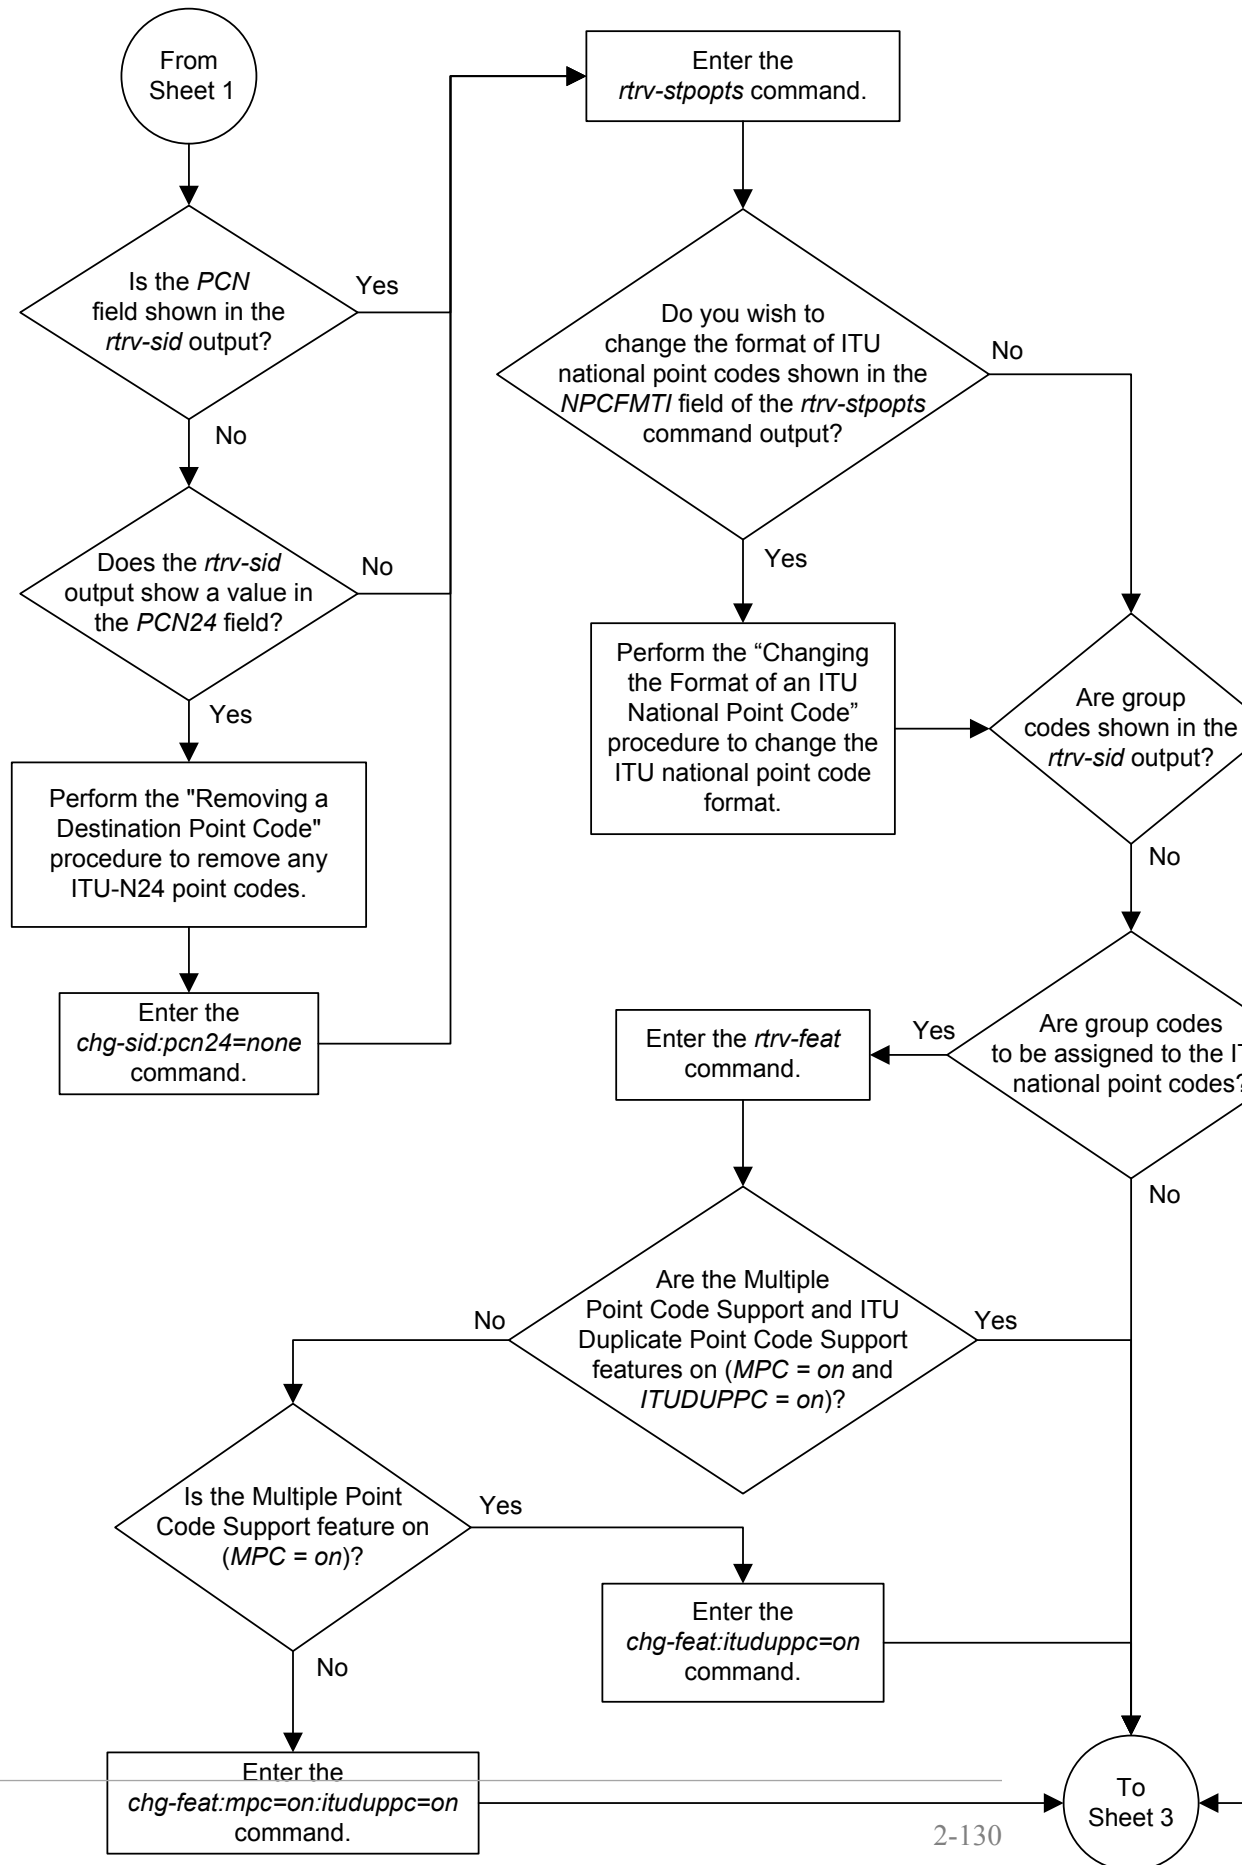 From
Sheet 1
Enter the
rtrv-stpopts command.
Is the PCN
field shown in the
rtrv-sid output?
Yes
No
Do you wish to
change the format of ITU
national point codes shown in the
NPCFMTI field of the rtrv-stpopts
command output?
No
Yes
Does the rtrv-sid
output show a value in
the PCN24 field?
No
Yes
Perform the "Removing a
Destination Point Code"
procedure to remove any
ITU-N24 point codes.
Enter the
chg-sid:pcn24=none
command.
Perform the “Changing
the Format of an ITU
National Point Code”
procedure to change the
ITU national point code
format.
Are group
codes shown in the
rtrv-sid output?
No
Are group codes
to be assigned to the
national point codes?
Yes
No
Enter the rtrv-feat
command.
Are the Multiple
Point Code Support and ITU
Duplicate Point Code Support
features on (MPC = on and
ITUDUPPC = on)?
No
Yes
Is the Multiple Point
Code Support feature on
(MPC = on)?
Yes
No
Enter the
chg-feat:ituduppc=on
command.
Enter the
chg-feat:mpc=on:ituduppc=on
command.
To
Sheet 3
2-130